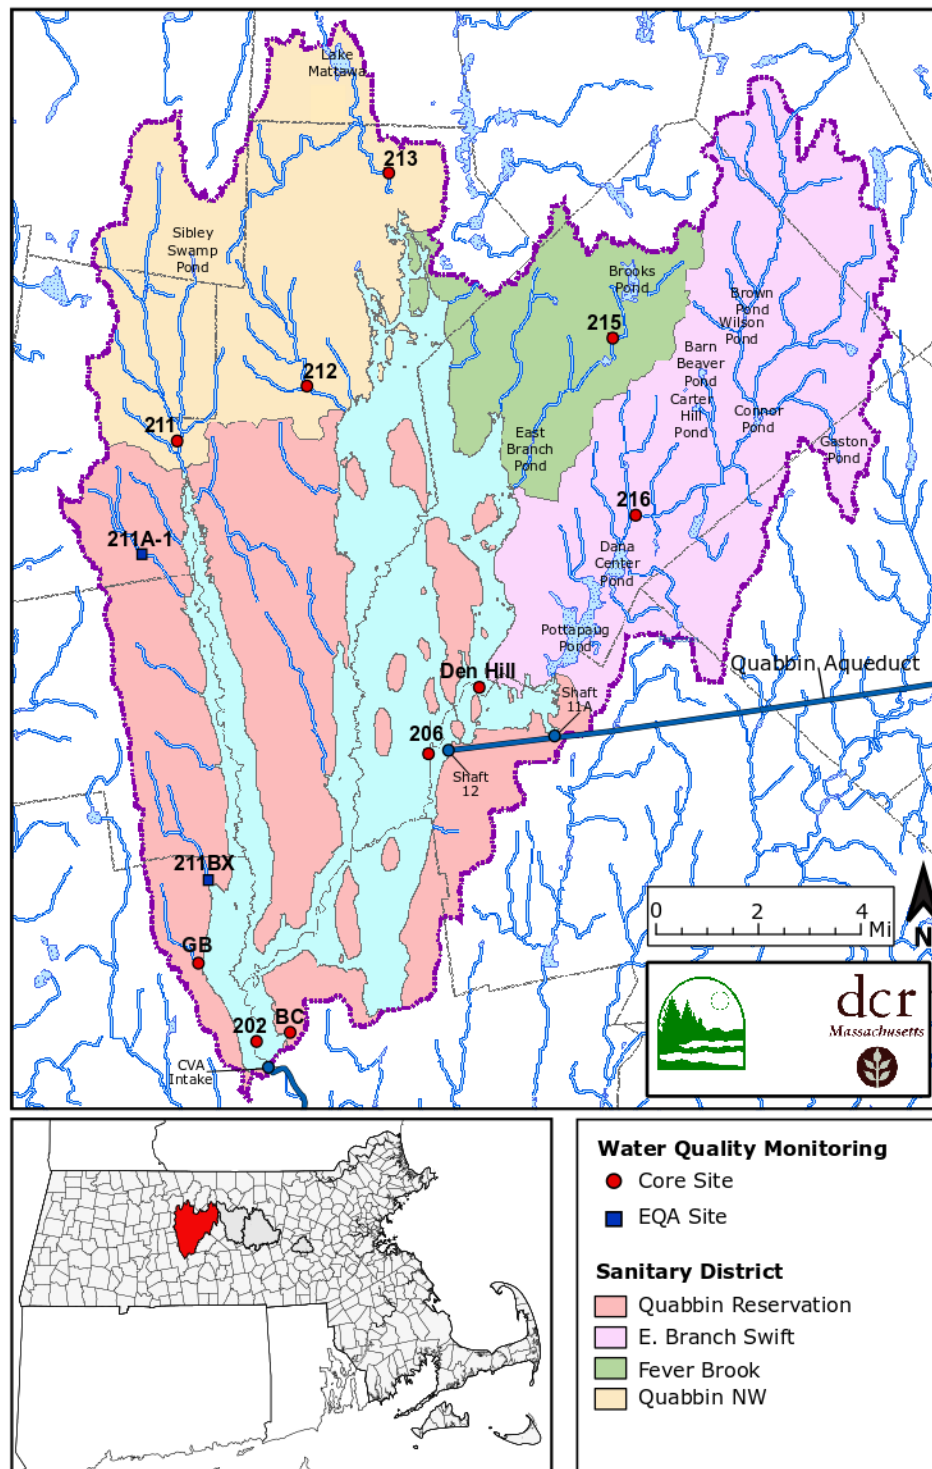 Lake
Mattawa
213
Sibley
Swamp
Pond
Brooks
Pond
Brown
Pond
Wilson
Pond
215
Barn
Beaver
Pond
212
Carter
Hill
Pond
Connor
Pond
211
East
Branch
Pond
Gaston
Pond
216
211A-1
Dana
Center
Pond
Pottapaug
Pond
Quabbin Aqueduct
Den Hill
Shaft
11A
206
Shaft
12
211BX
0 2 4
Mi
N
GB
202
BC
CVA
Intake
dcr
Massachusetts
Water Quality Monitoring
Core Site
EQA Site
Sanitary District
Quabbin Reservation
E. Branch Swift
Fever Brook
Quabbin NW